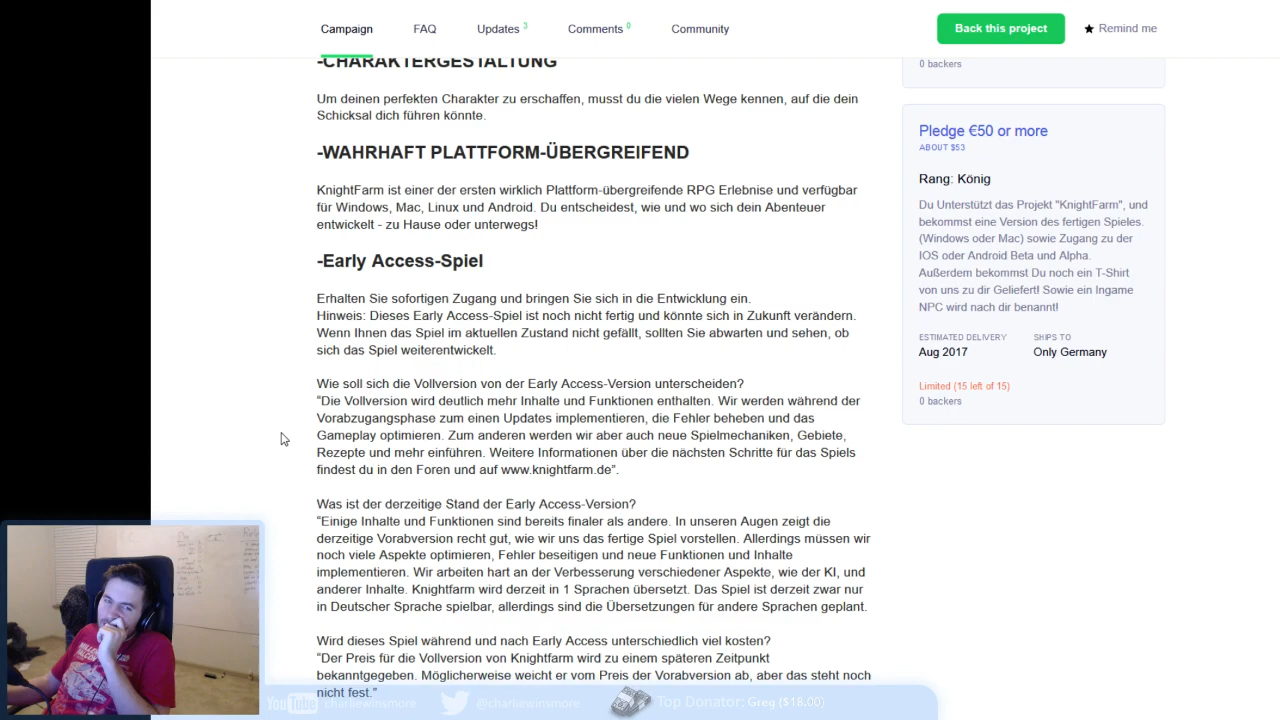 Campaign
FAQ
Updates 3
Comments 0
Community
Back this project
★ Remind me
-CHARAKTERGESTALTUNG
Um deinen perfekten Charakter zu erschaffen, musst du die vielen Wege kennen, auf die dein
Schicksal dich führen könnte.
-WAHRHAFT PLATTFORM-ÜBERGREIFEND
KnightFarm ist einer der ersten wirklich Plattform-übergreifende RPG Erlebnise und verfügbar
für Windows, Mac, Linux und Android. Du entscheidest, wie und wo sich dein Abenteuer
entwickelt - zu Hause oder unterwegs!
-Early Access-Spiel
Erhalten Sie sofortigen Zugang und bringen Sie sich in die Entwicklung ein.
Hinweis: Dieses Early Access-Spiel ist noch nicht fertig und könnte sich in Zukunft verändern.
Wenn Ihnen das Spiel im aktuellen Zustand nicht gefällt, sollten Sie abwarten und sehen, ob
sich das Spiel weiterentwickelt.
Wie soll sich die Vollversion von der Early Access-Version unterscheiden?
“Die Vollversion wird deutlich mehr Inhalte und Funktionen enthalten. Wir werden während der
Vorabzugangsphase zum einen Updates implementieren, die Fehler beheben und das
Gameplay optimieren. Zum anderen werden wir aber auch neue Spielmechaniken, Gebiete,
Rezepte und mehr einführen. Weitere Informationen über die nächsten Schritte für das Spiels
findest du in den Foren und auf www.knightfarm.de”.
Was ist der derzeitige Stand der Early Access-Version?
“Einige Inhalte und Funktionen sind bereits finaler als andere. In unseren Augen zeigt die
derzeitige Vorabversion recht gut, wie wir uns das fertige Spiel vorstellen. Allerdings müssen wir
noch viele Aspekte optimieren, Fehler beseitigen und neue Funktionen und Inhalte
implementieren. Wir arbeiten hart an der Verbesserung verschiedener Aspekte, wie der KI, und
anderer Inhalte. Knightfarm wird derzeit in 1 Sprachen übersetzt. Das Spiel ist derzeit zwar nur
in Deutscher Sprache spielbar, allerdings sind die Übersetzungen für andere Sprachen geplant.
Wird dieses Spiel während und nach Early Access unterschiedlich viel kosten?
“Der Preis für die Vollversion von Knightfarm wird zu einem späteren Zeitpunkt
bekanntgegeben. Möglicherweise weicht er vom Preis der Vorabversion ab, aber das steht noch
nicht fest.”
0 backers
Pledge €50 or more
ABOUT $53
Rang: König
Du Unterstützt das Projekt "KnightFarm", und
bekommst eine Version des fertigen Spieles.
(Windows oder Mac) sowie Zugang zu der
IOS oder Android Beta und Alpha.
Außerdem bekommst Du noch ein T-Shirt
von uns zu dir Geliefert! Sowie ein Ingame
NPC wird nach dir benannt!
ESTIMATED DELIVERY
Aug 2017
SHIPS TO
Only Germany
Limited (15 left of 15)
0 backers
YouTube charliewinsmore
@charliewinsmore
Top Donator: Greg ($18.00)